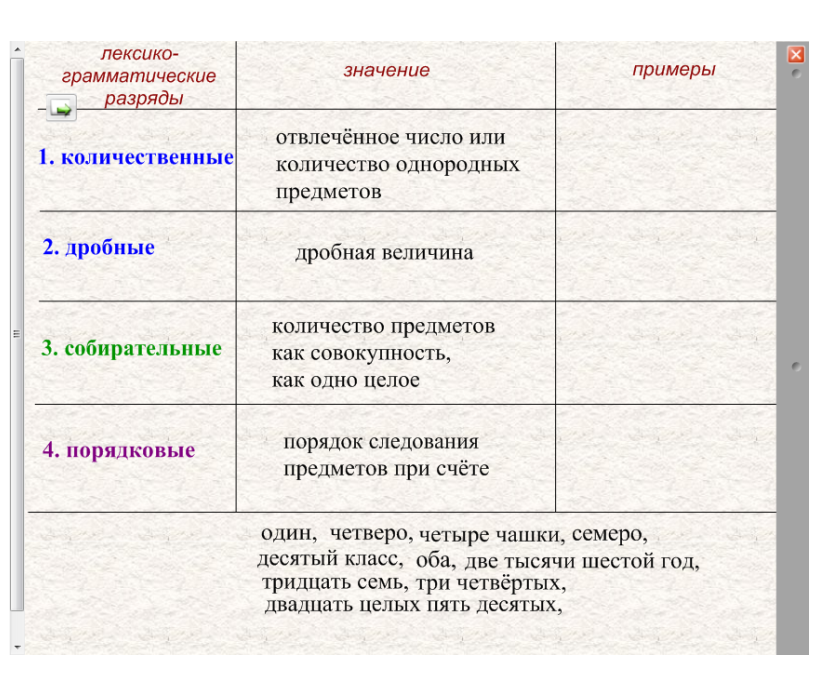 лексико-
грамматические
разряды
значение
примеры
1. количественные
отвлечённое число или
количество однородных
предметов
2. дробные
дробная величина
3. собирательные
количество предметов
как совокупность,
как одно целое
4. порядковые
порядок следования
предметов при счёте
один, четверо, четыре чашки, семеро,
десятый класс, оба, две тысячи шестой год,
тридцать семь, три четвёртых,
двадцать целых пять десятых,